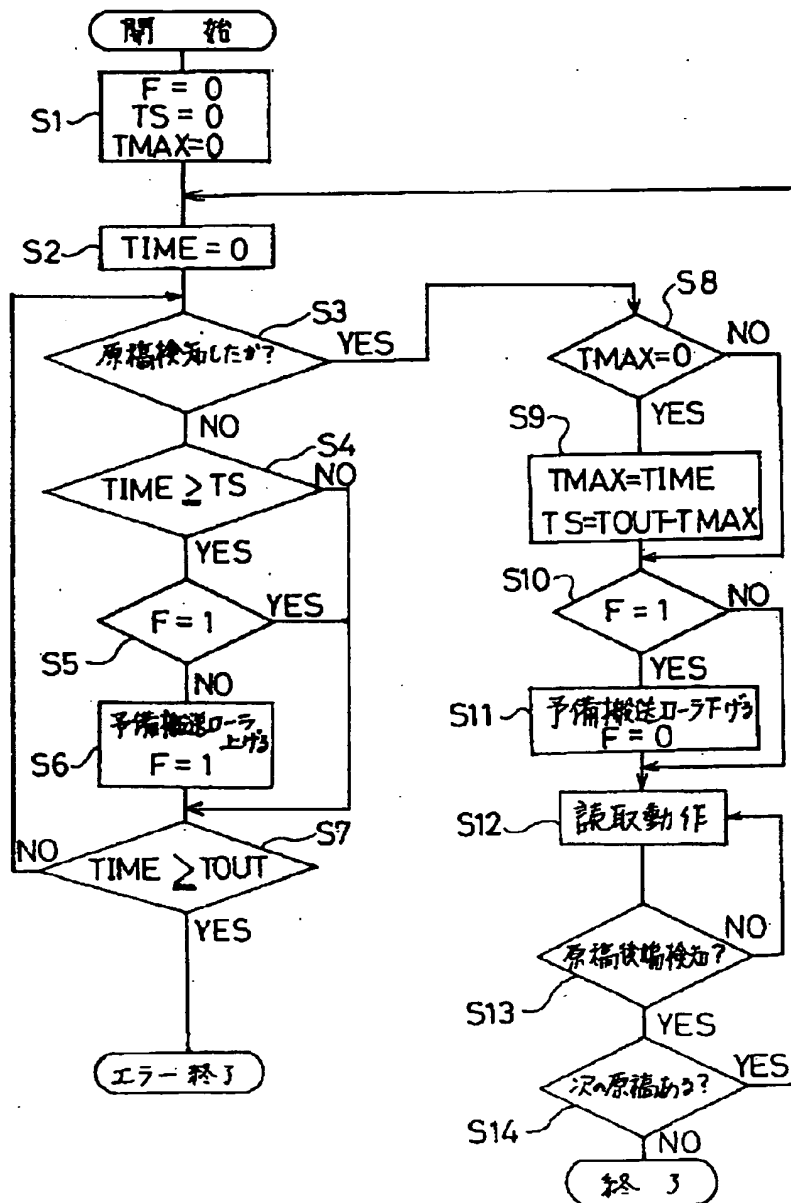 開 始
S1
F = 0
TS = 0
TMAX=0
S2
TIME = 0
S3
原稿検知したか?
YES
NO
S4
TIME ≥ TS
NO
YES
S5
F = 1
YES
NO
S6
予備搬送ローラ
上げる
F = 1
S7
TIME ≥ TOUT
NO
YES
エラー終了
S8
TMAX=0
NO
YES
S9
TMAX=TIME
TS=TOUT-TMAX
S10
F = 1
NO
YES
S11
予備搬送ローラ下げる
F = 0
S12
読取動作
原稿後端検知?
NO
S13
YES
次の原稿ある?
YES
S14
NO
終 了